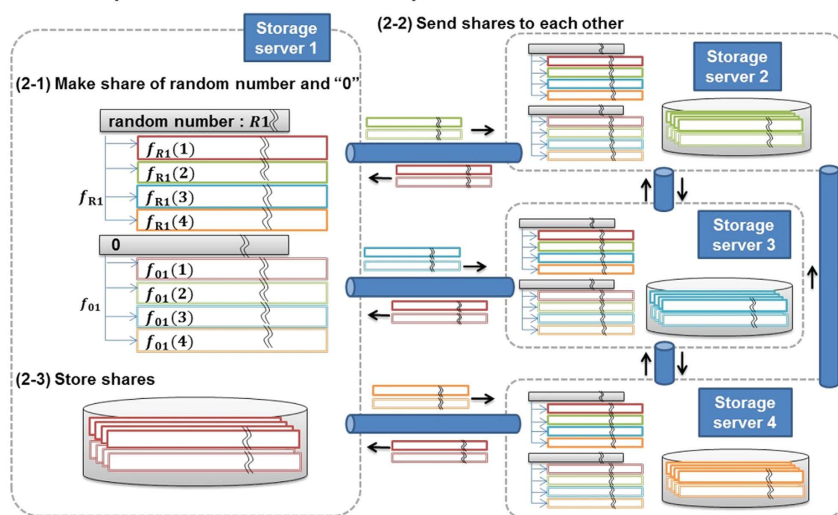 Storage
server 1
(2-1) Make share of random number and “0”
random number : R1
f_R1
f_R1(1)
f_R1(2)
f_R1(3)
f_R1(4)
0
f_01
f_01(1)
f_01(2)
f_01(3)
f_01(4)
(2-3) Store shares
(2-2) Send shares to each other
Storage
server 2
Storage
server 3
Storage
server 4